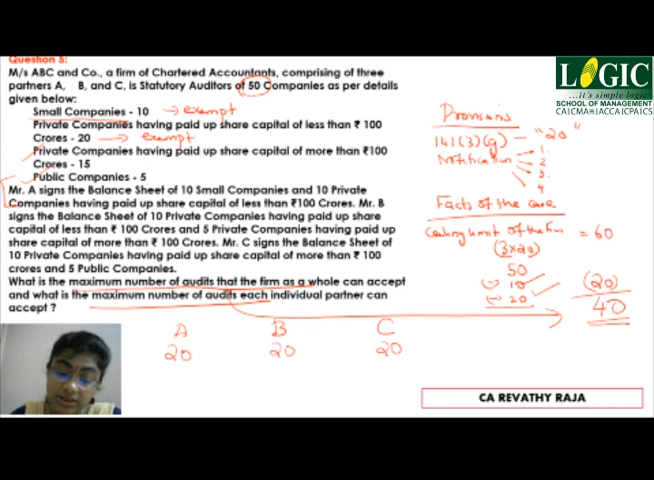 Question 5:
M/s ABC and Co., a firm of Chartered Accountants, comprising of three
partners A, B, and C, is Statutory Auditors of 50 Companies as per details
given below:
Small Companies - 10 → exempt
Private Companies having paid up share capital of less than ₹ 100
Crores - 20 → exempt
Private Companies having paid up share capital of more than ₹100
Crores - 15
Public Companies - 5
Mr. A signs the Balance Sheet of 10 Small Companies and 10 Private
Companies having paid up share capital of less than ₹100 Crores. Mr. B
signs the Balance Sheet of 10 Private Companies having paid up share
capital of less than ₹ 100 Crores and 5 Private Companies having paid up
share capital of more than ₹ 100 Crores. Mr. C signs the Balance Sheet of
10 Private Companies having paid up share capital of more than ₹ 100
crores and 5 Public Companies.
What is the maximum number of audits that the firm as a whole can accept
and what is the maximum number of audits each individual partner can
accept ?
A B C
20 20 20
LOGIC
...it's simple logic
SCHOOL OF MANAGEMENT
CA|CMA|ACCA|CPA|CS
Provisions
141(3)(g) - "20"
Notification
1.
2
3.
4
Facts of the case
Ceiling limit of the firm = 60
(3x20)
50
(-) 10
(-) 20
(20)
40
CA REVATHY RAJA